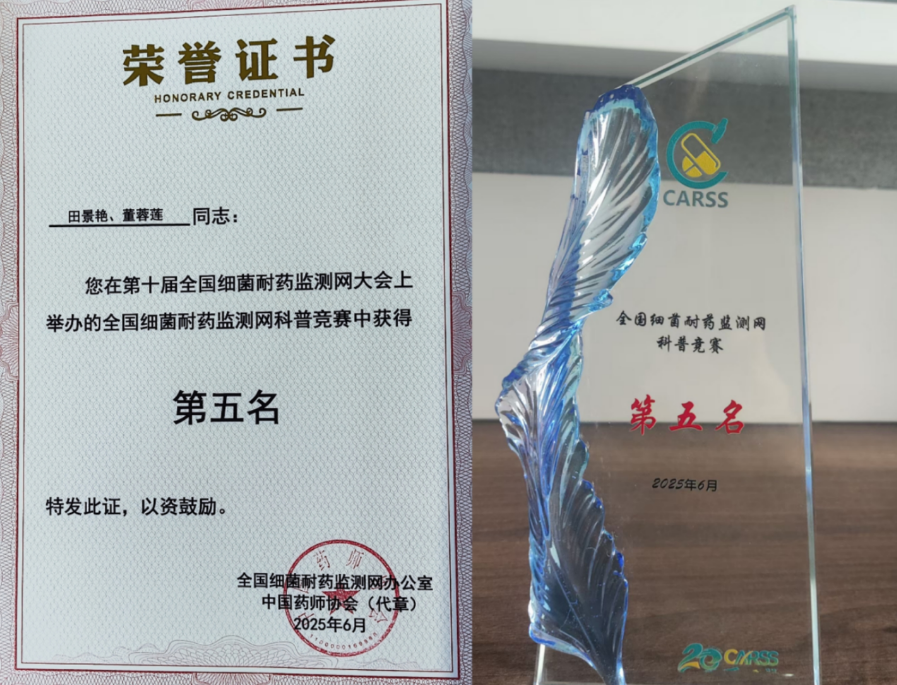 荣誉证书
HONORARY CREDENTIAL
田景艳、董蓉莲 同志：
您在第十届全国细菌耐药监测网大会上
举办的全国细菌耐药监测网科普竞赛中获得
第五名
特发此证，以资鼓励。
药师
全国细菌耐药监测网办公室
中国药师协会（代章）
2025年6月
CARSS
全国细菌耐药监测网
科普竞赛
第五名
2025年6月
20 CARSS